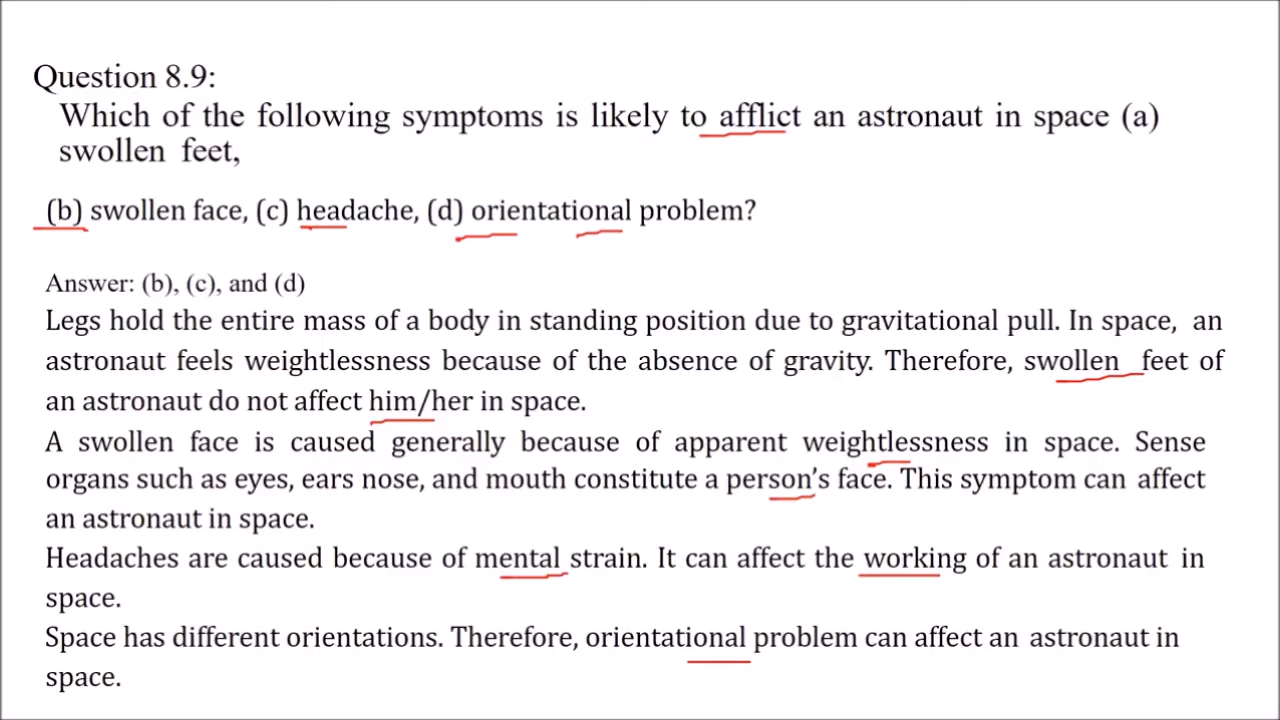 Question 8.9:
Which of the following symptoms is likely to afflict an astronaut in space (a)
swollen feet,
(b) swollen face, (c) headache, (d) orientational problem?
Answer: (b), (c), and (d)
Legs hold the entire mass of a body in standing position due to gravitational pull. In space, an
astronaut feels weightlessness because of the absence of gravity. Therefore, swollen feet of
an astronaut do not affect him/her in space.
A swollen face is caused generally because of apparent weightlessness in space. Sense
organs such as eyes, ears nose, and mouth constitute a person’s face. This symptom can affect
an astronaut in space.
Headaches are caused because of mental strain. It can affect the working of an astronaut in
space.
Space has different orientations. Therefore, orientational problem can affect an astronaut in
space.